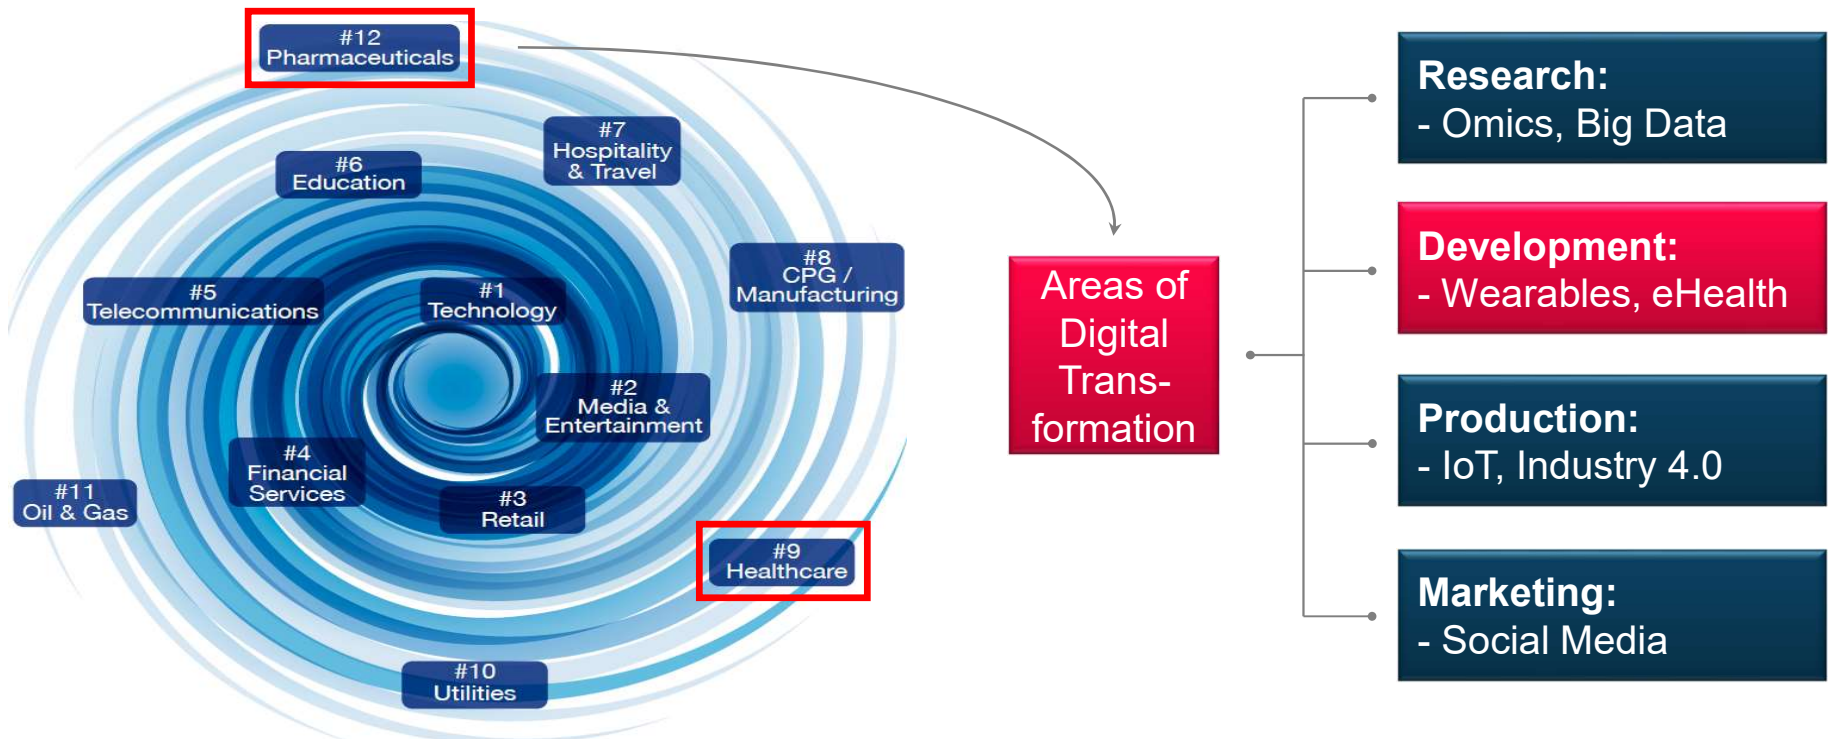 #12
Pharmaceuticals
#7
Hospitality
& Travel
#6
Education
#8
CPG /
Manufacturing
#5
Telecommunications
#1
Technology
#2
Media &
Entertainment
#4
Financial
Services
#3
Retail
#11
Oil & Gas
#9
Healthcare
#10
Utilities
Areas of
Digital
Trans-
formation
Research:
- Omics, Big Data
Development:
- Wearables, eHealth
Production:
- IoT, Industry 4.0
Marketing:
- Social Media